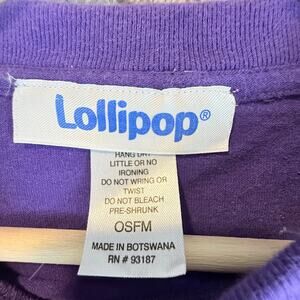 Lollipop®
HANG DRY
LITTLE OR NO
IRONING
DO NOT WRING OR
TWIST
DO NOT BLEACH
PRE-SHRUNK
OSFM
MADE IN BOTSWANA
RN # 93187